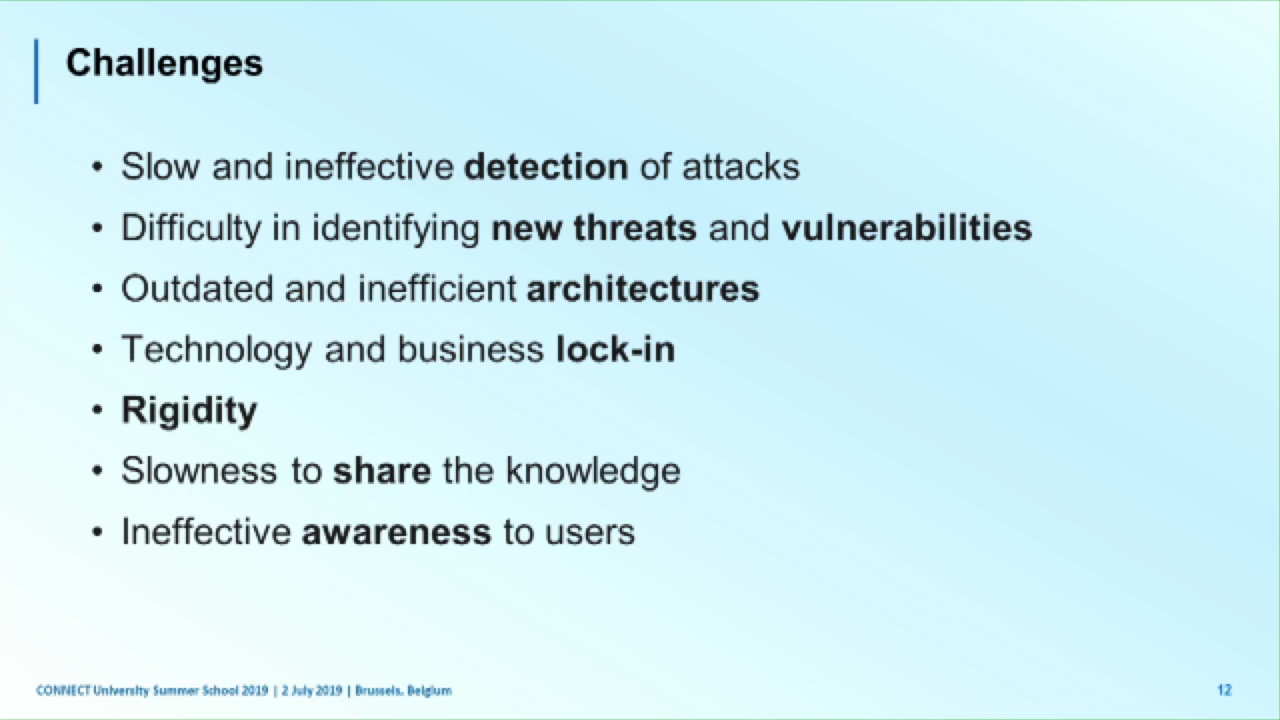 Challenges
• Slow and ineffective detection of attacks
• Difficulty in identifying new threats and vulnerabilities
• Outdated and inefficient architectures
• Technology and business lock-in
• Rigidity
• Slowness to share the knowledge
• Ineffective awareness to users
CONNECT University Summer School 2019 | 2 July 2019 | Brussels, Belgium
12